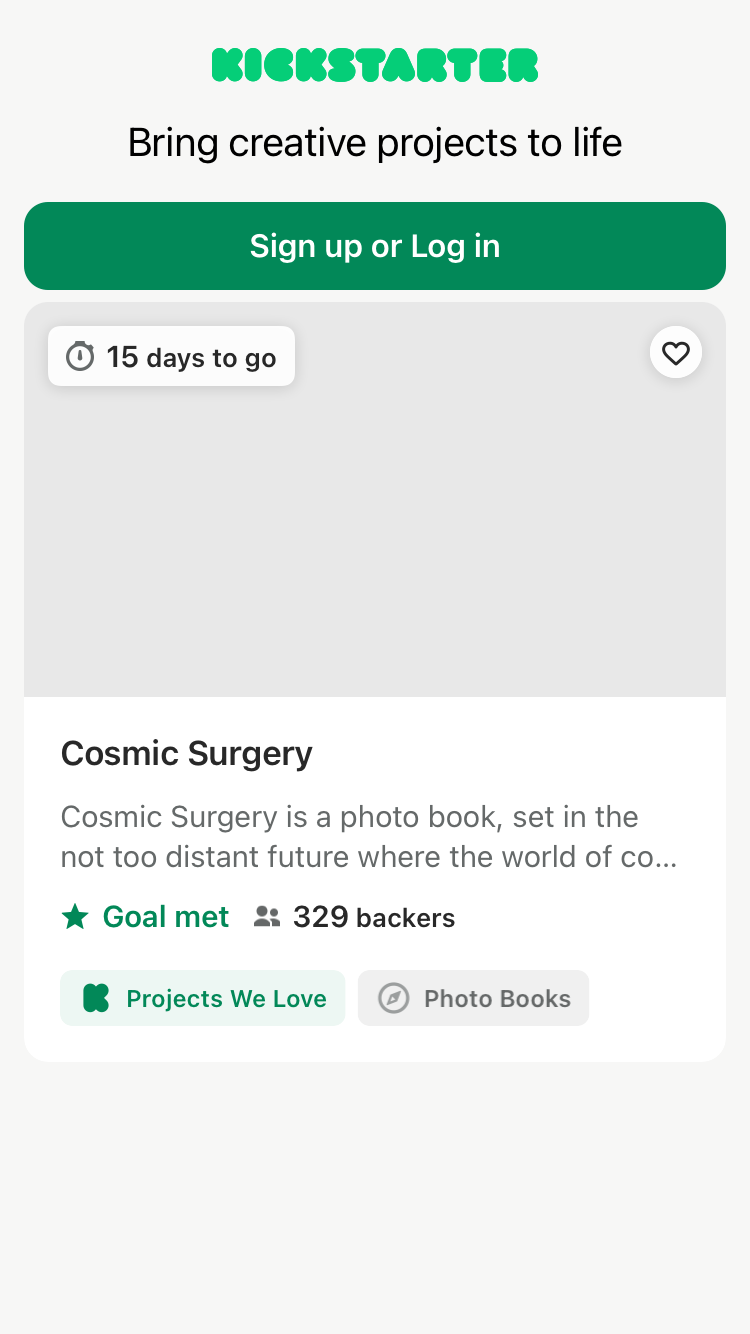 KICKSTARTER
Bring creative projects to life
Sign up or Log in
15 days to go
Cosmic Surgery
Cosmic Surgery is a photo book, set in the
not too distant future where the world of co...
Goal met 329 backers
Projects We Love Photo Books